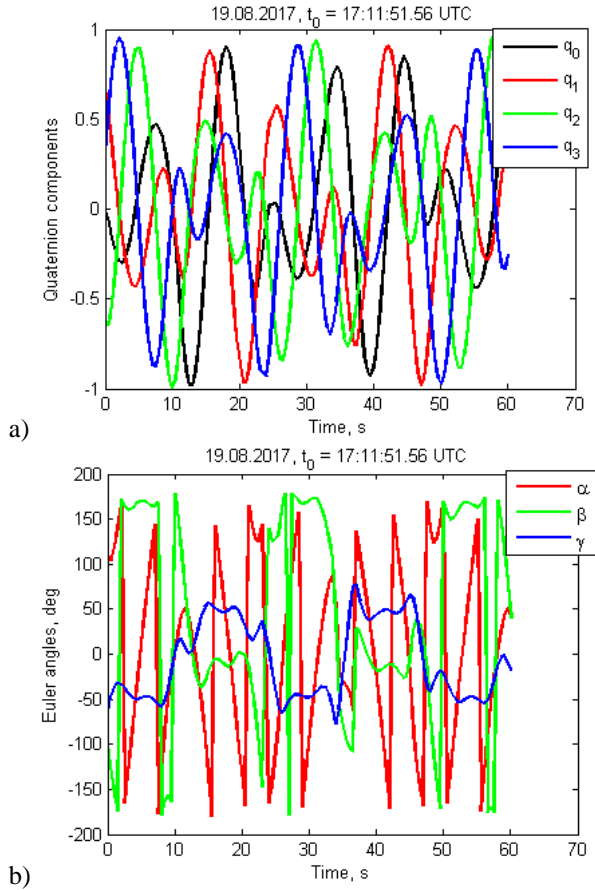 19.08.2017, t0 = 17:11:51.56 UTC
1
0.5
0
-0.5
-1
Quaternion components
q0
q1
q2
q3
0 10 20 30 40 50 60 70
Time, s
a)
19.08.2017, t0 = 17:11:51.56 UTC
200
150
100
50
0
-50
-100
-150
-200
Euler angles, deg
α
β
γ
0 10 20 30 40 50 60 70
Time, s
b)